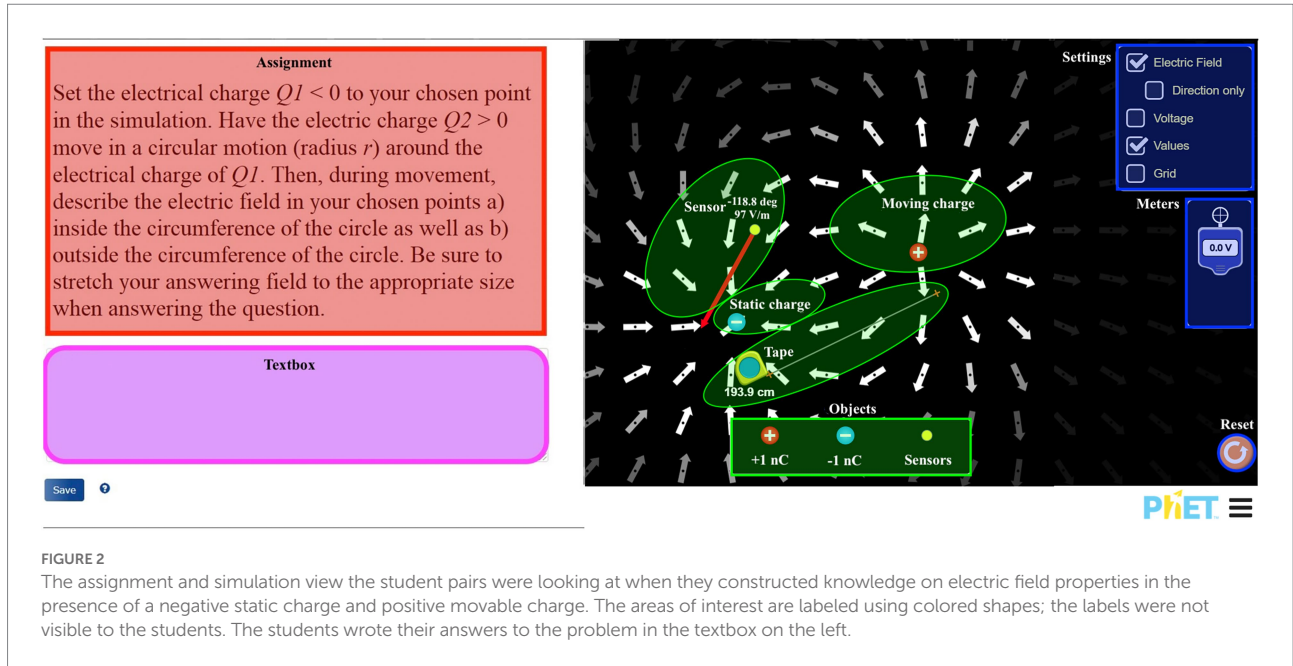 Assignment
Set the electrical charge Q1 < 0 to your chosen point
in the simulation. Have the electric charge Q2 > 0
move in a circular motion (radius r) around the
electrical charge of Q1. Then, during movement,
describe the electric field in your chosen points a)
inside the circumference of the circle as well as b)
outside the circumference of the circle. Be sure to
stretch your answering field to the appropriate size
when answering the question.
Textbox
Save
?
Settings
Electric Field
Direction only
Voltage
Values
Grid
Meters
0.0 V
Sensor
-118.8 deg
97 V/m
Moving charge
Static charge
Tape
193.9 cm
Objects
+1 nC
-1 nC
Sensors
Reset
PhET
FIGURE 2
The assignment and simulation view the student pairs were looking at when they constructed knowledge on electric field properties in the
presence of a negative static charge and positive movable charge. The areas of interest are labeled using colored shapes; the labels were not
visible to the students. The students wrote their answers to the problem in the textbox on the left.